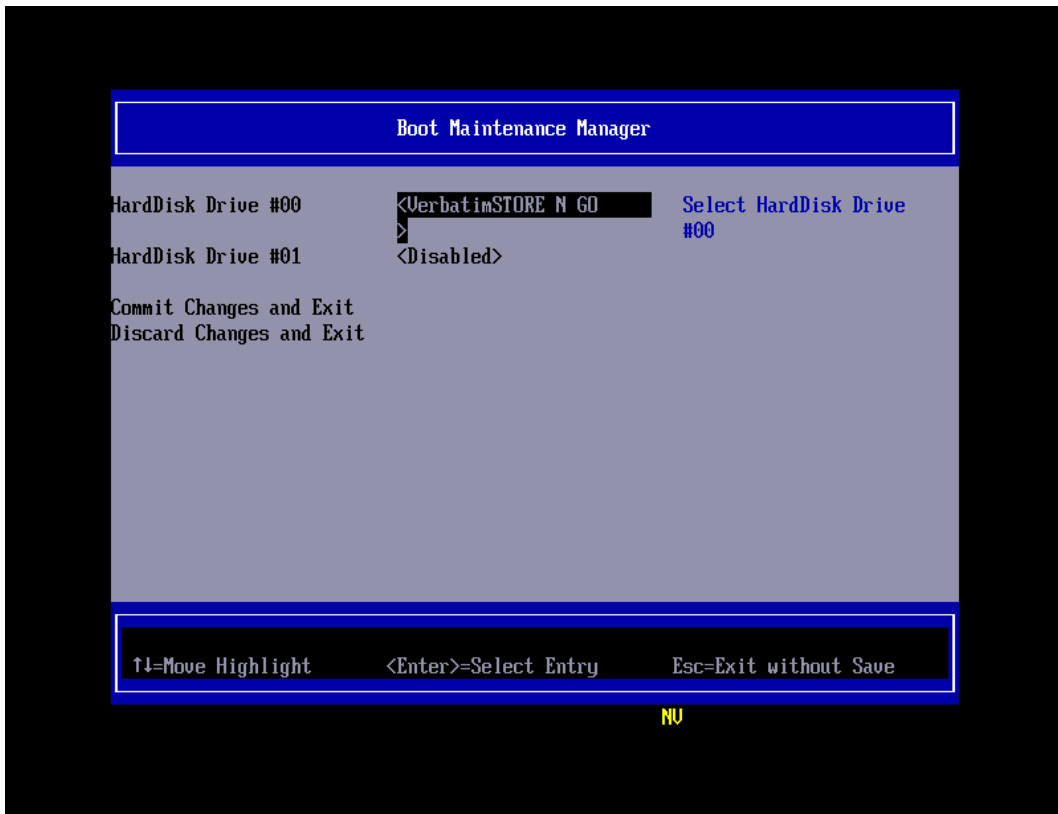 Boot Maintenance Manager
HardDisk Drive #00 <VerbatimSTORE N GO Select HardDisk Drive
> #00
HardDisk Drive #01 <Disabled>
Commit Changes and Exit
Discard Changes and Exit
↑↓=Move Highlight <Enter>=Select Entry Esc=Exit without Save
NV